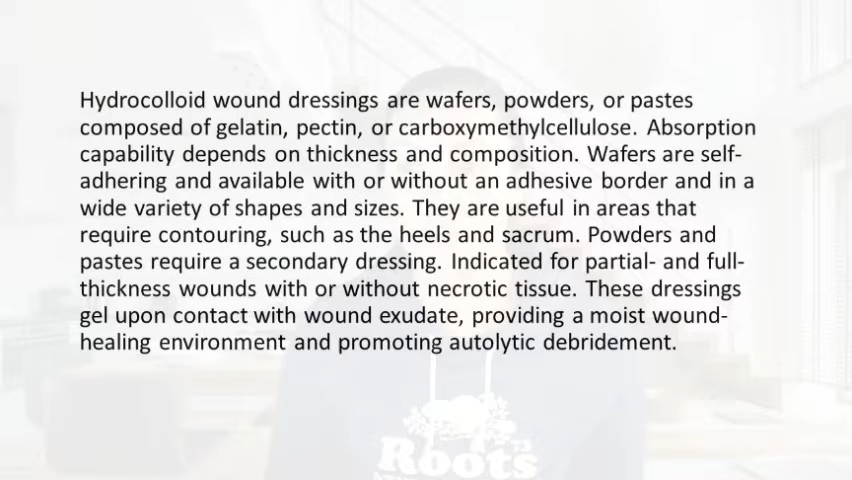 Hydrocolloid wound dressings are wafers, powders, or pastes
composed of gelatin, pectin, or carboxymethylcellulose. Absorption
capability depends on thickness and composition. Wafers are self-
adhering and available with or without an adhesive border and in a
wide variety of shapes and sizes. They are useful in areas that
require contouring, such as the heels and sacrum. Powders and
pastes require a secondary dressing. Indicated for partial- and full-
thickness wounds with or without necrotic tissue. These dressings
gel upon contact with wound exudate, providing a moist wound-
healing environment and promoting autolytic debridement.
73
Roots